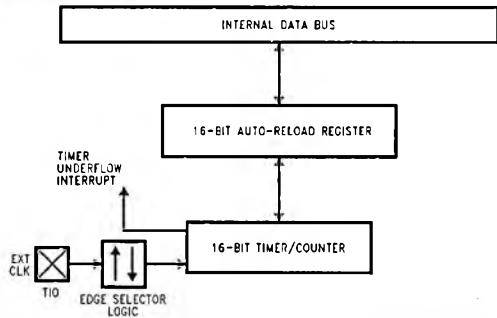 INTERNAL DATA BUS
16-BIT AUTO-RELOAD REGISTER
TIMER
UNDERFLOW
INTERRUPT
16-BIT TIMER/COUNTER
EXT
CLK
TIO
EDGE SELECTOR
LOGIC